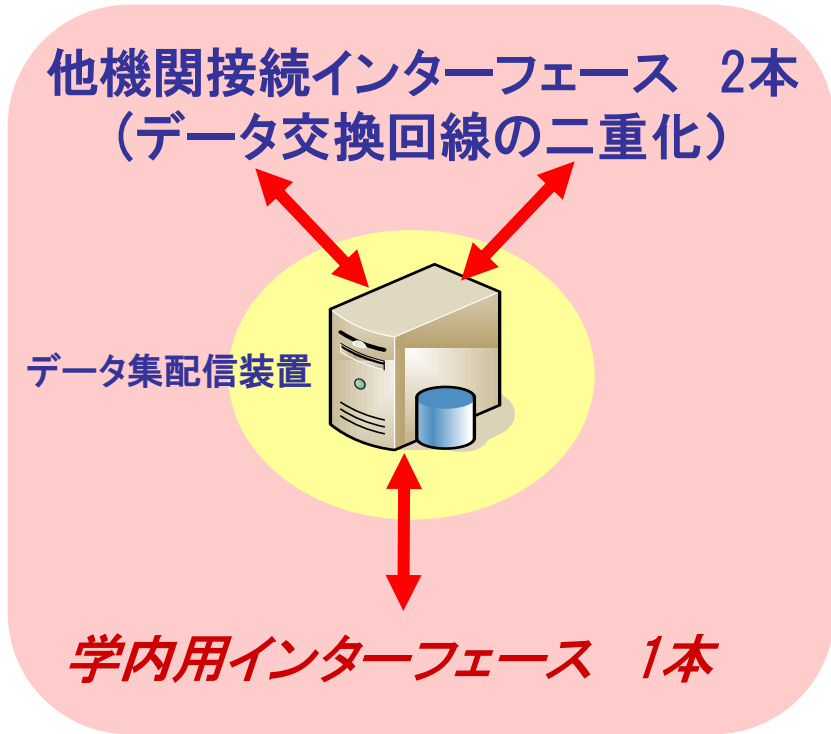 他機関接続インターフェース　2本
(データ交換回線の二重化)
データ集配信装置
学内用インターフェース　1本